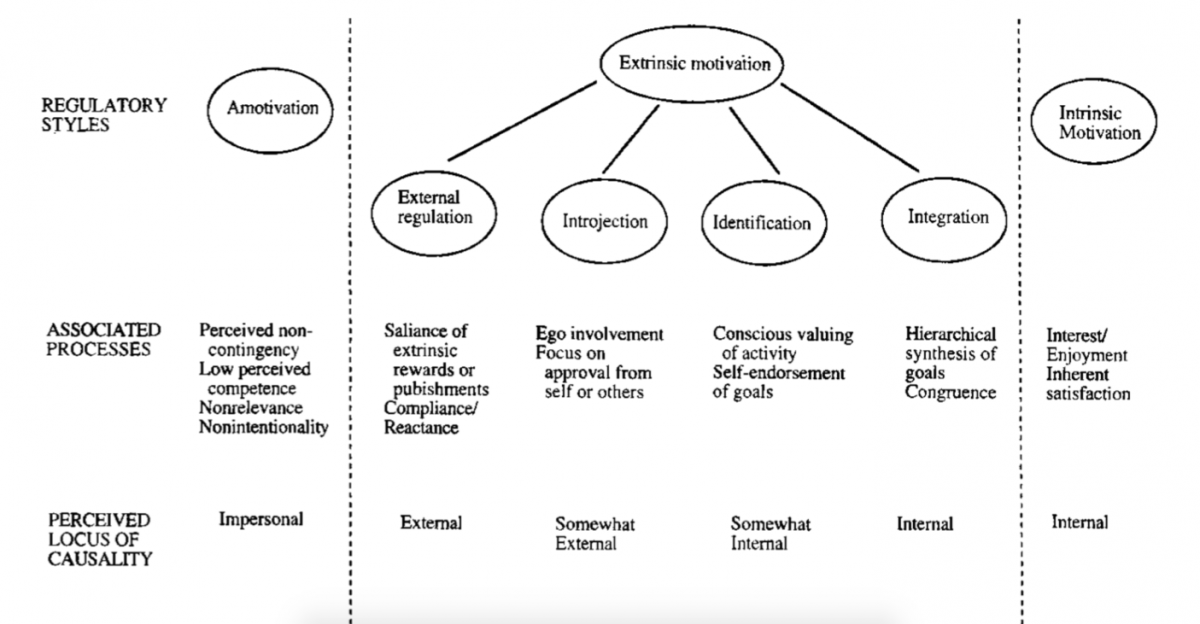 Extrinsic motivation
REGULATORY
STYLES
Amotivation
Intrinsic
Motivation
External
regulation
Introjection
Identification
Integration
ASSOCIATED
PROCESSES
Perceived non-
contingency
Low perceived
competence
Nonrelevance
Nonintentionality
Saliance of
extrinsic
rewards or
pubishments
Compliance/
Reactance
Ego involvement
Focus on
approval from
self or others
Conscious valuing
of activity
Self-endorsement
of goals
Hierarchical
synthesis of
goals
Congruence
Interest/
Enjoyment
Inherent
satisfaction
PERCEIVED
LOCUS OF
CAUSALITY
Impersonal
External
Somewhat
External
Somewhat
Internal
Internal
Internal